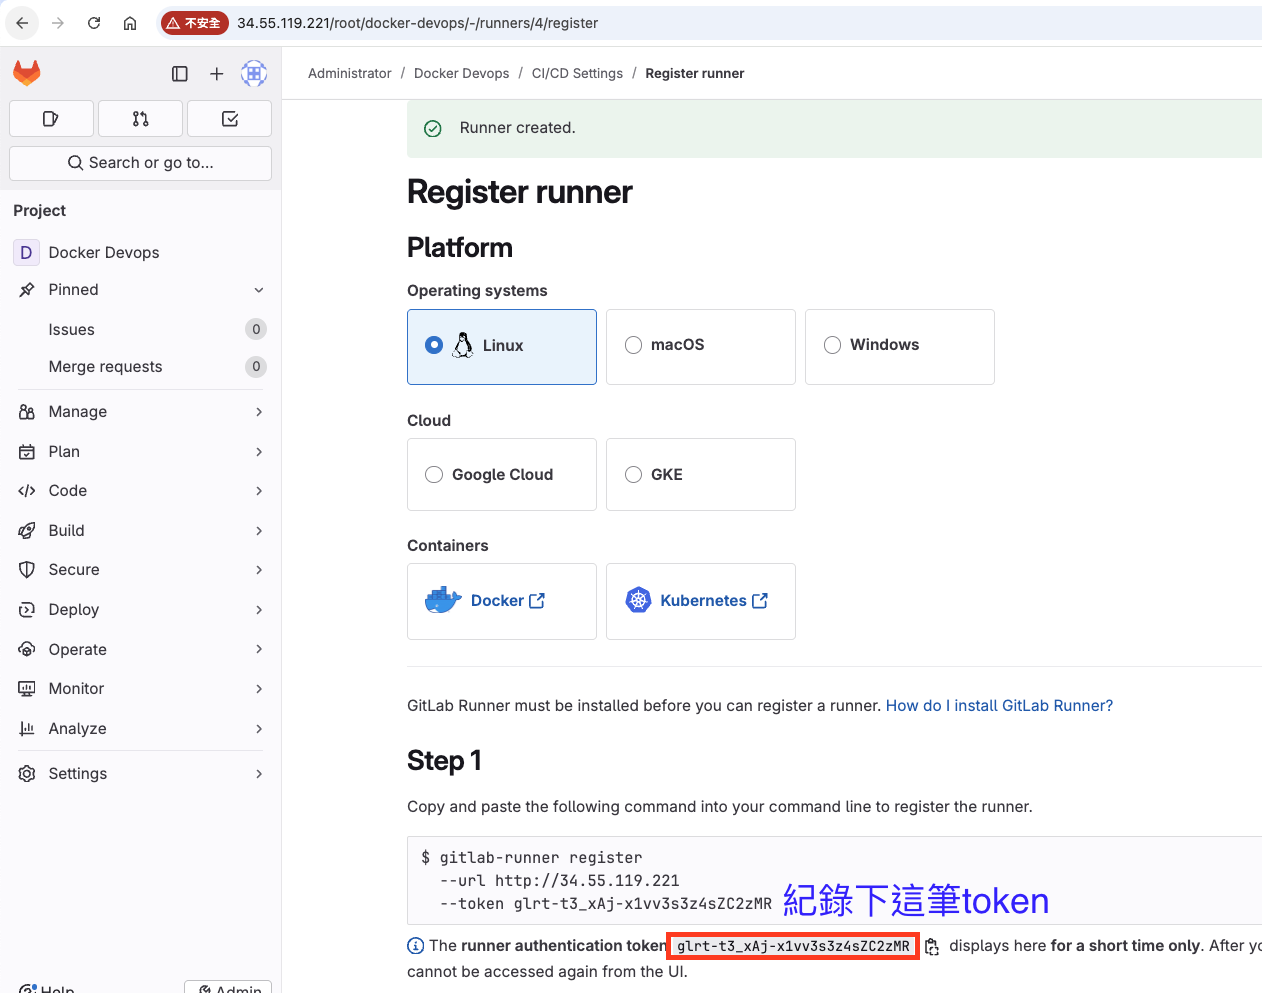 不安全 34.55.119.221/root/docker-devops/-/runners/4/register
Administrator / Docker Devops / CI/CD Settings / Register runner
Search or go to...
Project
D Docker Devops
Pinned
Issues 0
Merge requests 0
Manage
Plan
Code
Build
Secure
Deploy
Operate
Monitor
Analyze
Settings
Help
Admin
Runner created.
Register runner
Platform
Operating systems
Linux macOS Windows
Cloud
Google Cloud GKE
Containers
Docker Kubernetes
GitLab Runner must be installed before you can register a runner. How do I install GitLab Runner?
Step 1
Copy and paste the following command into your command line to register the runner.
$ gitlab-runner register
--url http://34.55.119.221
--token glrt-t3_xAj-x1vv3s3z4sZC2zMR 紀錄下這筆token
The runner authentication token glrt-t3_xAj-x1vv3s3z4sZC2zMR displays here for a short time only. After
cannot be accessed again from the UI.